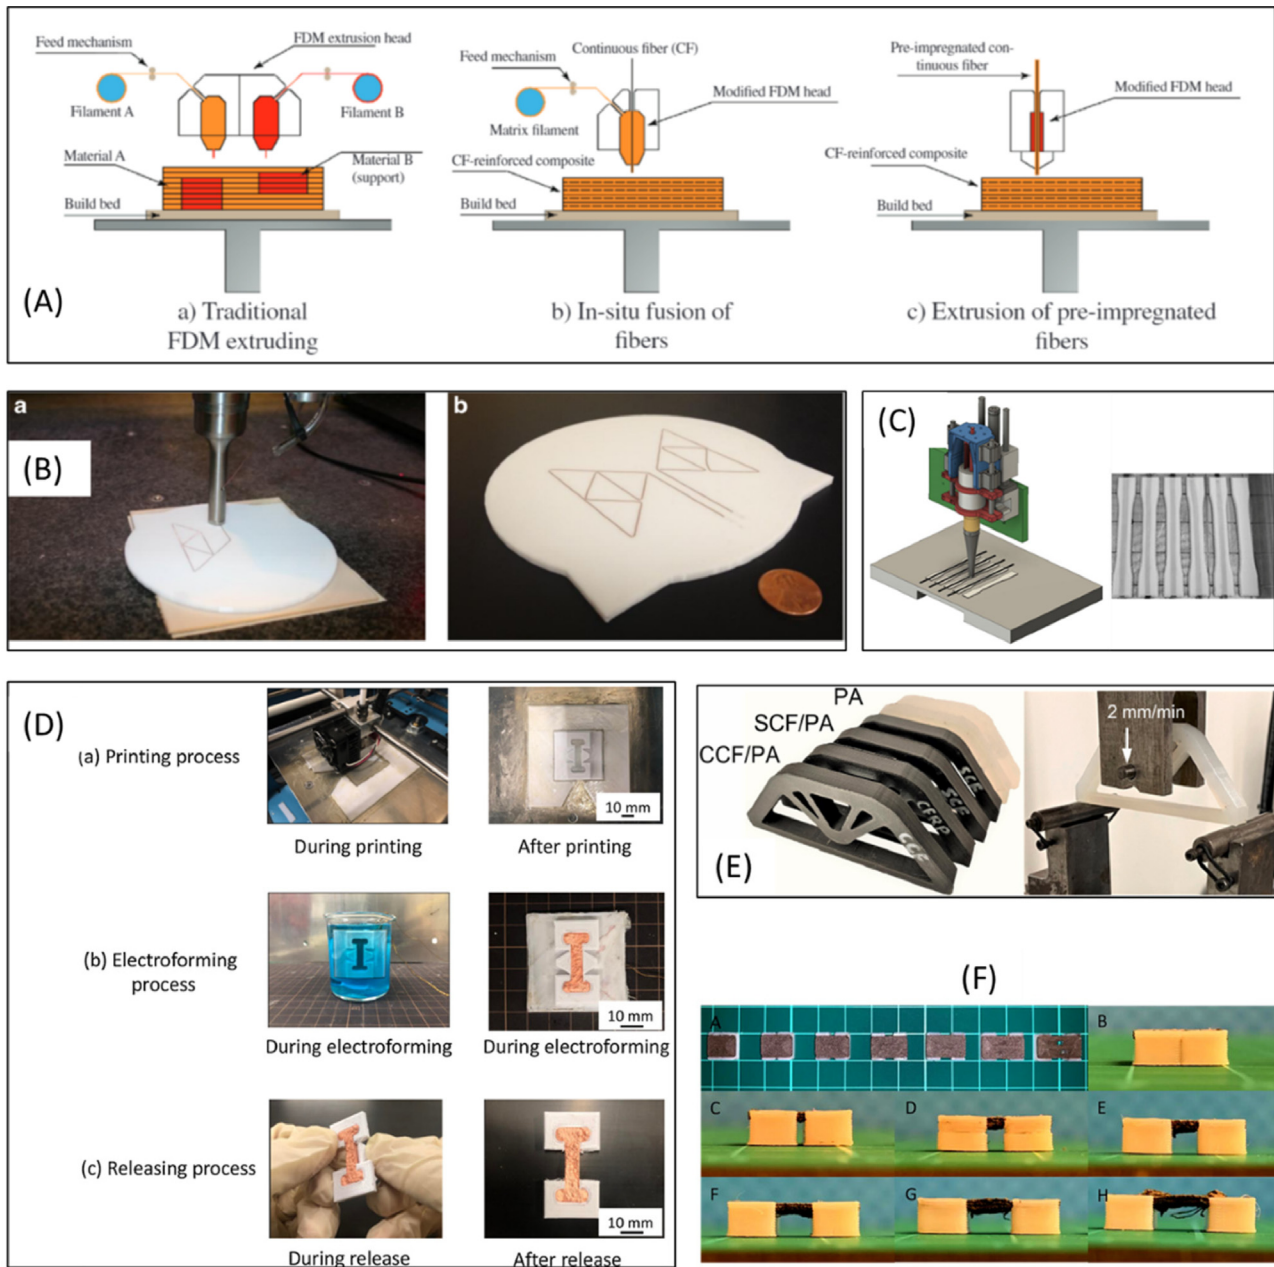 Feed mechanism
FDM extrusion head
Filament A
Filament B
Material A
Material B
(support)
Build bed
(A)
a) Traditional
FDM extruding
Continuous fiber (CF)
Feed mechanism
Modified FDM head
Matrix filament
CF-reinforced composite
Build bed
b) In-situ fusion of
fibers
Pre-impregnated con-
tinuous fiber
Modified FDM head
CF-reinforced composite
Build bed
c) Extrusion of pre-impregnated
fibers
a
(B)
b
(C)
(D)
(a) Printing process
10 mm
During printing
After printing
(b) Electroforming
process
10 mm
During electroforming
During electroforming
(c) Releasing process
10 mm
During release
After release
PA
SCF/PA
CCF/PA
SCE
SCE
CFRP
CCE
2 mm/min
(E)
(F)
A
B
C
D
E
F
G
H